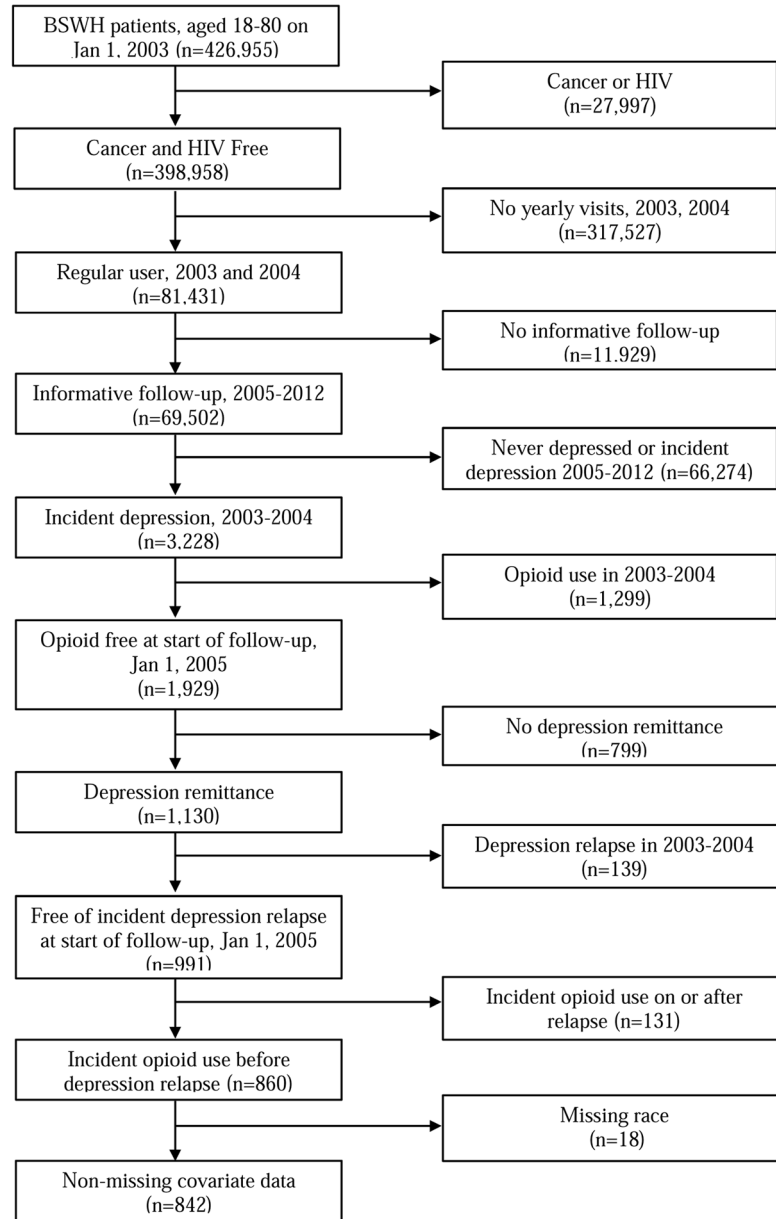 BSWH patients, aged 18-80 on
Jan 1, 2003 (n=426,955)
Cancer or HIV
(n=27,997)
Cancer and HIV Free
(n=398,958)
No yearly visits, 2003, 2004
(n=317,527)
Regular user, 2003 and 2004
(n=81,431)
No informative follow-up
(n=11.929)
Informative follow-up, 2005-2012
(n=69,502)
Never depressed or incident
depression 2005-2012 (n=66,274)
Incident depression, 2003-2004
(n=3,228)
Opioid use in 2003-2004
(n=1,299)
Opioid free at start of follow-up,
Jan 1, 2005
(n=1,929)
No depression remittance
(n=799)
Depression remittance
(n=1,130)
Depression relapse in 2003-2004
(n=139)
Free of incident depression relapse
at start of follow-up, Jan 1, 2005
(n=991)
Incident opioid use on or after
relapse (n=131)
Incident opioid use before
depression relapse (n=860)
Missing race
(n=18)
Non-missing covariate data
(n=842)